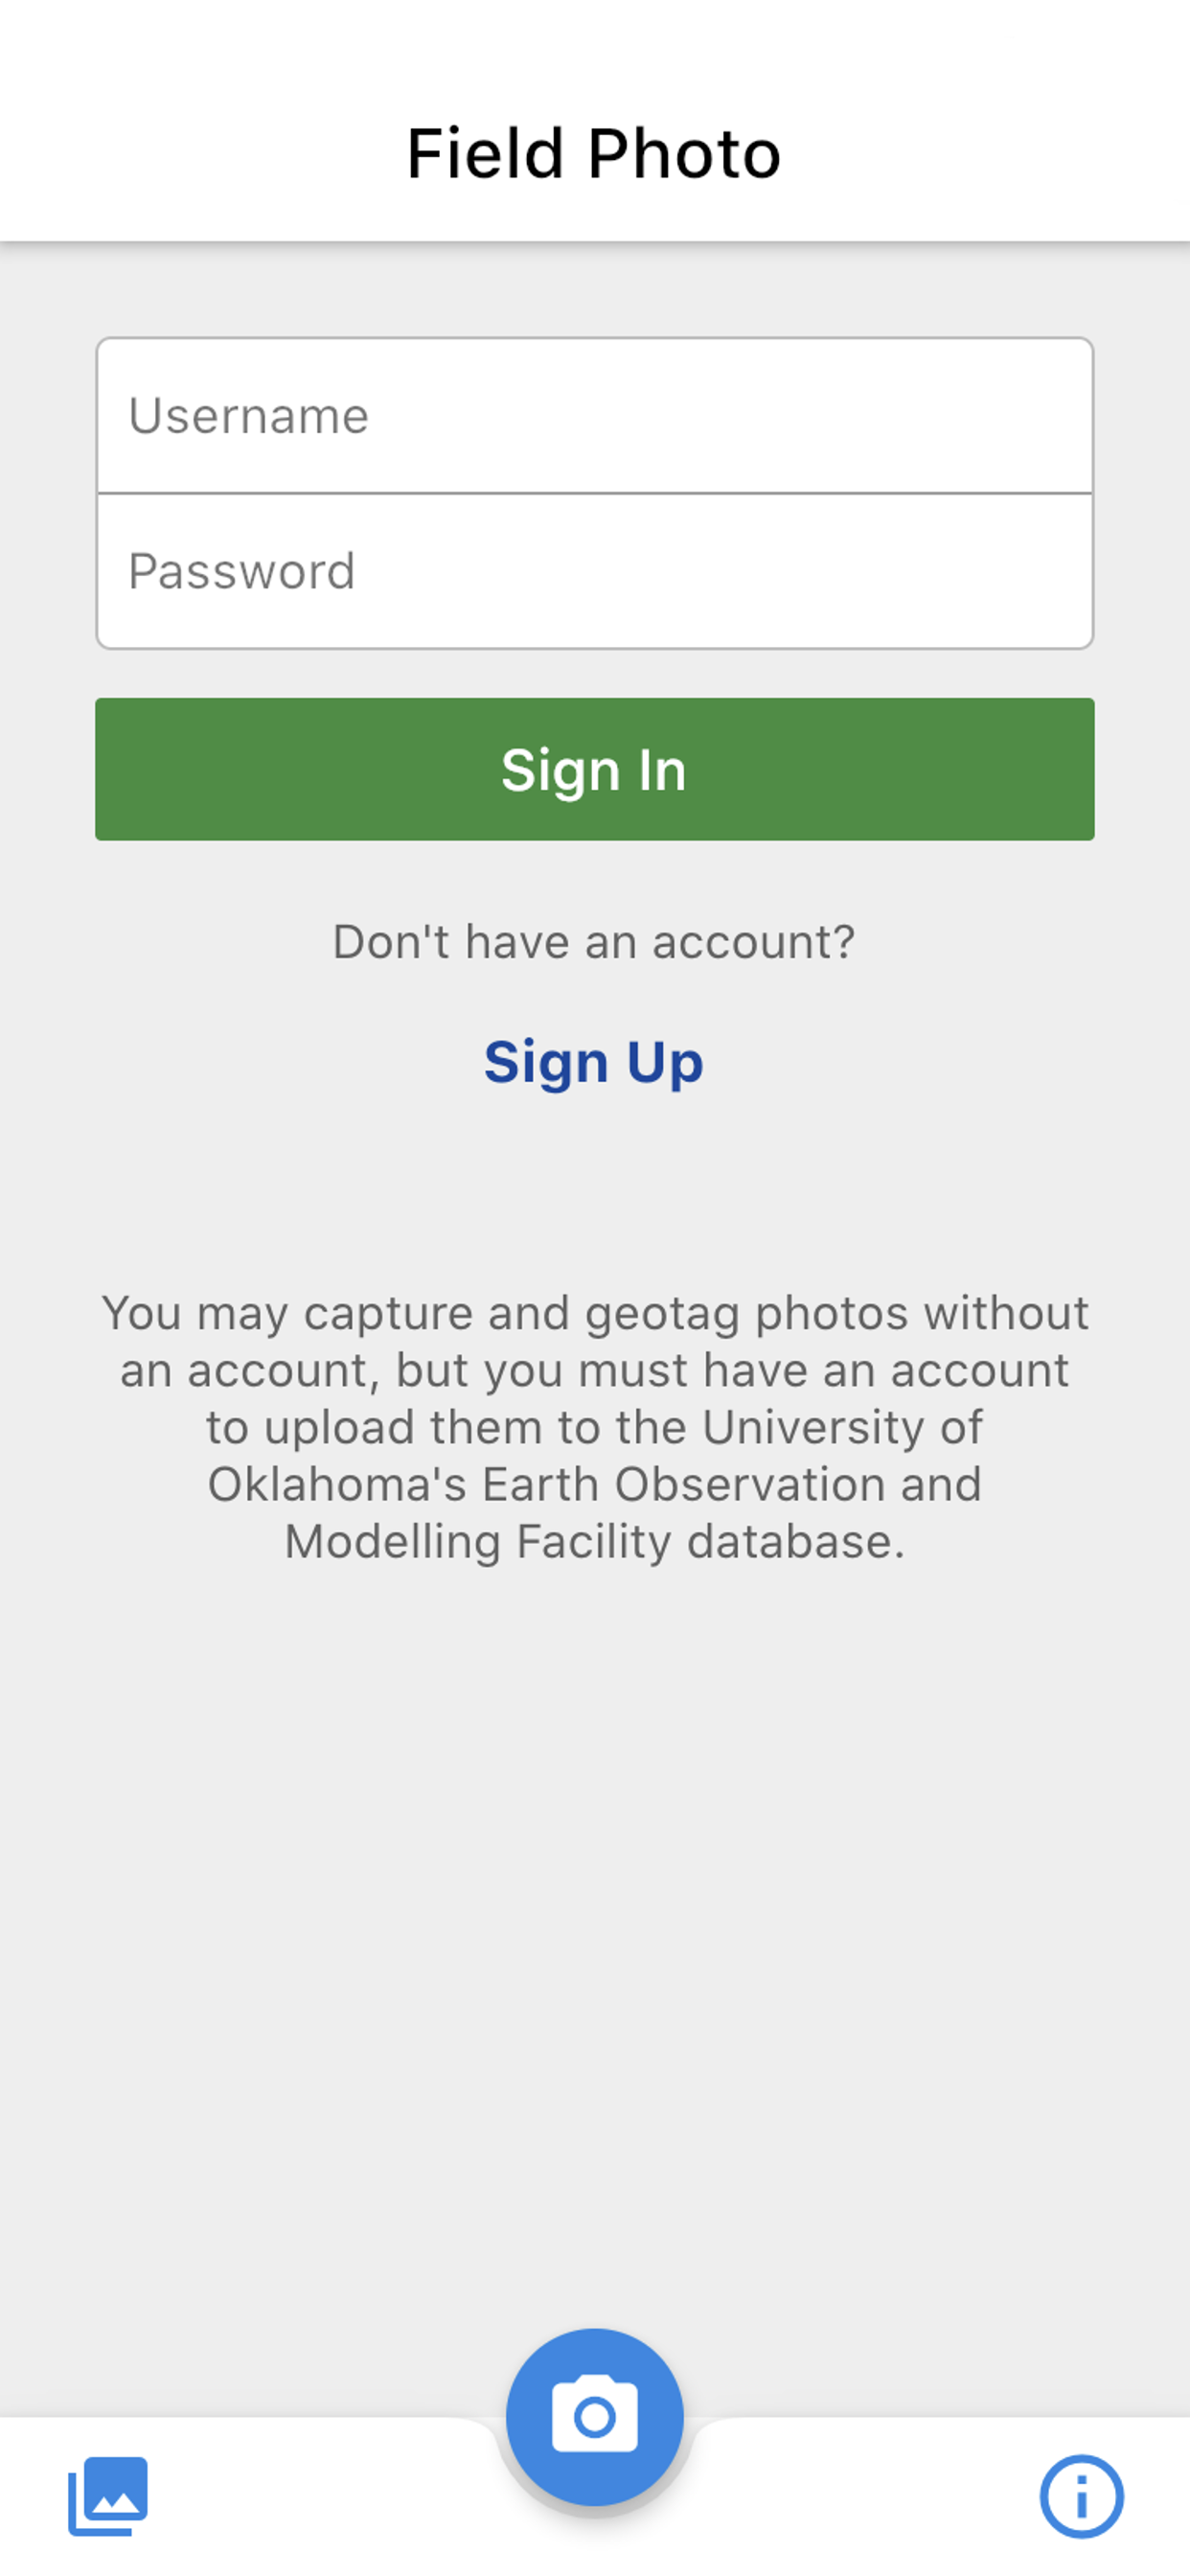 Field Photo
Username
Password
Sign In
Don't have an account?
Sign Up
You may capture and geotag photos without
an account, but you must have an account
to upload them to the University of
Oklahoma's Earth Observation and
Modelling Facility database.